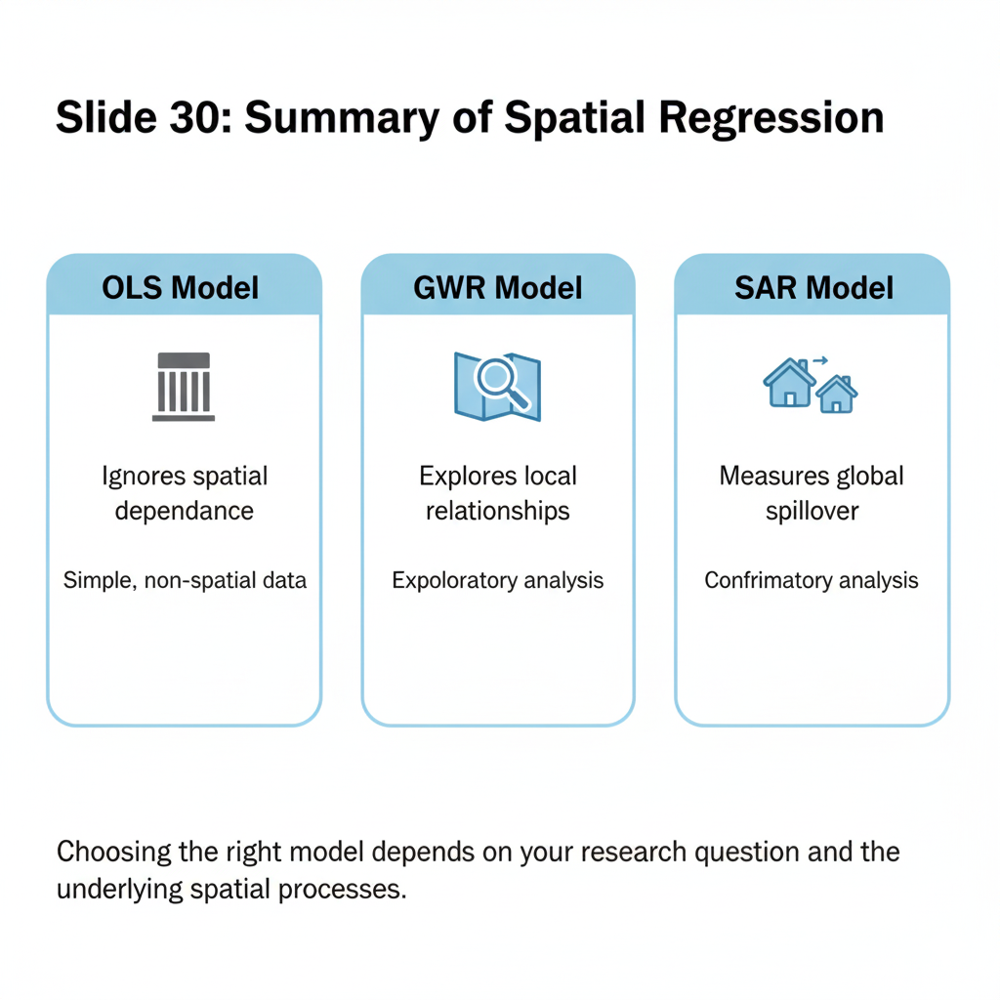 Slide 30: Summary of Spatial Regression
OLS Model
Ignores spatial
dependance
Simple, non-spatial data
GWR Model
Explores local
relationships
Expoloratory analysis
SAR Model
Measures global
spillover
Confrimatory analysis
Choosing the right model depends on your research question and the
underlying spatial processes.